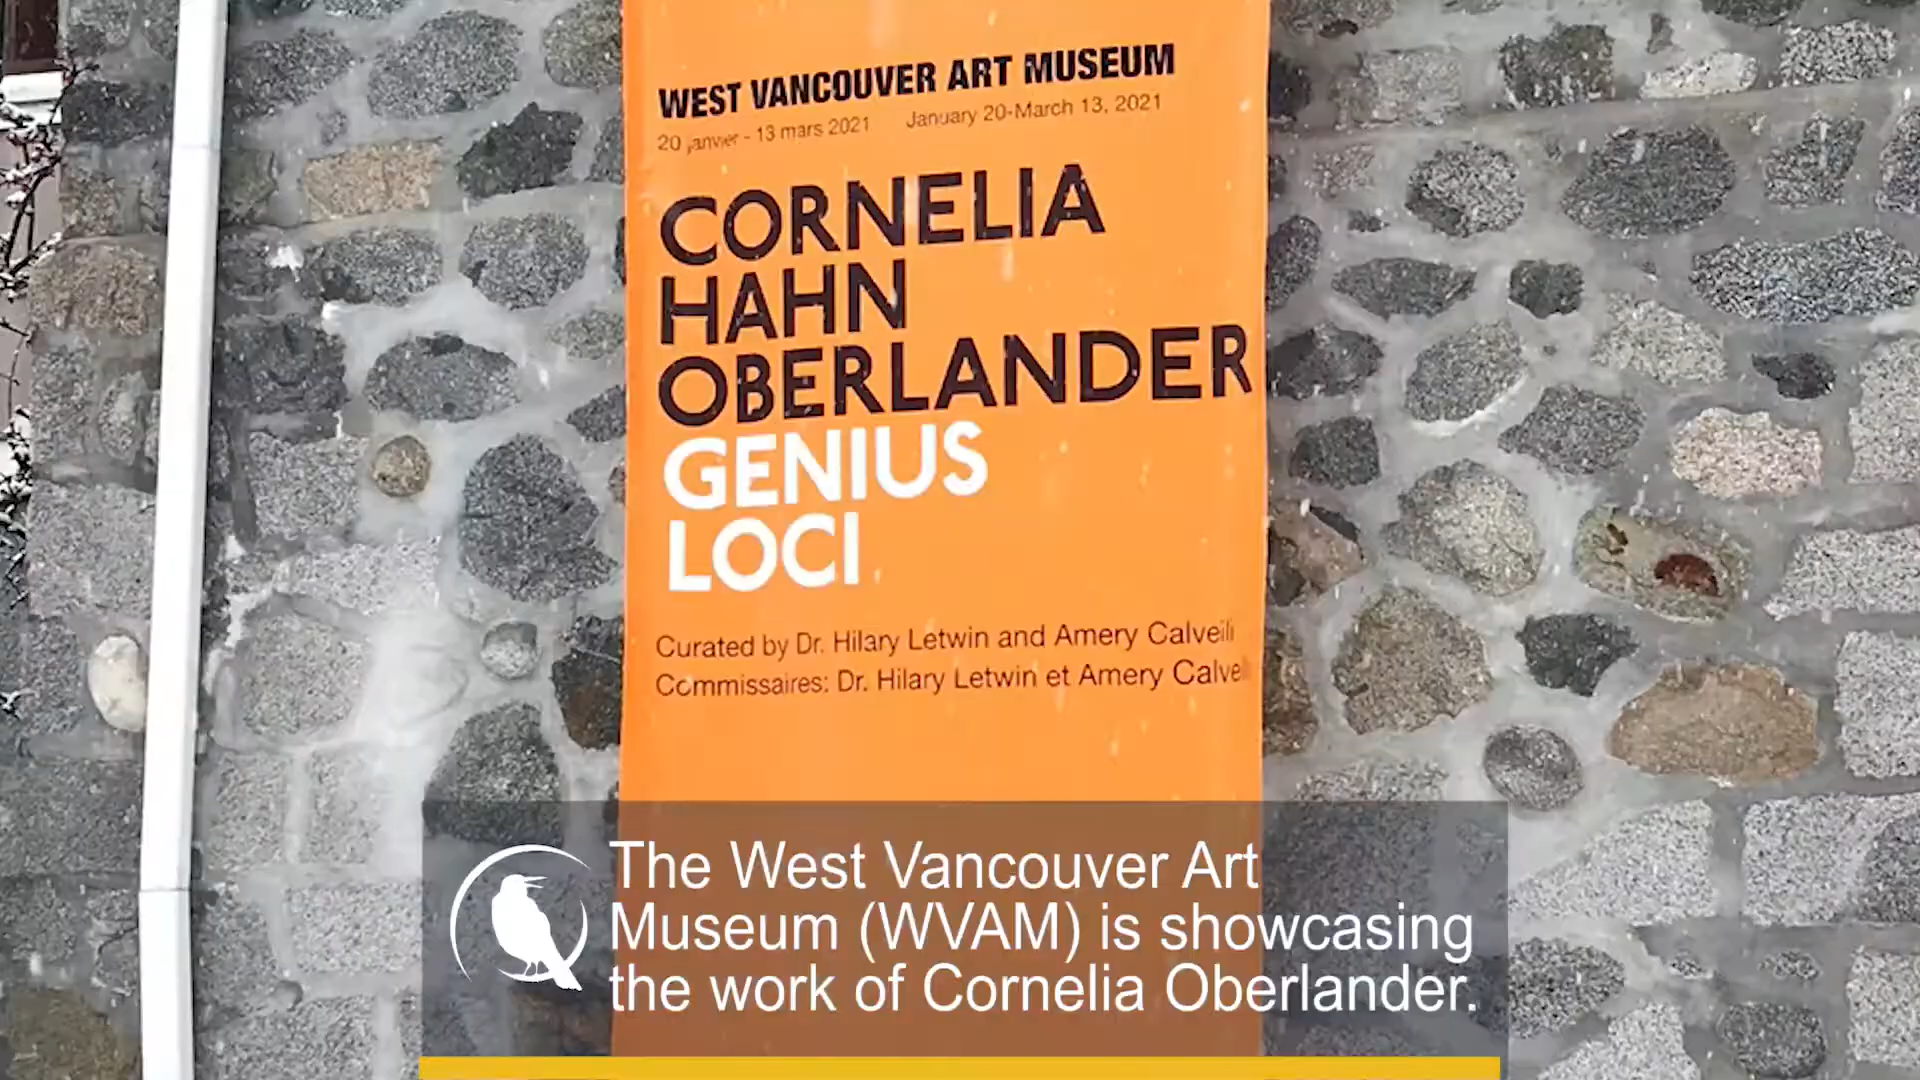 WEST VANCOUVER ART MUSEUM
20 janvier - 13 mars 2021 January 20-March 13, 2021
CORNELIA
HAHN
OBERLANDER
GENIUS
LOCI
Curated by Dr. Hilary Letwin and Amery Calvelli
Commissaires: Dr. Hilary Letwin et Amery
The West Vancouver Art
Museum (WVAM) is showcasing
the work of Cornelia Oberlander.